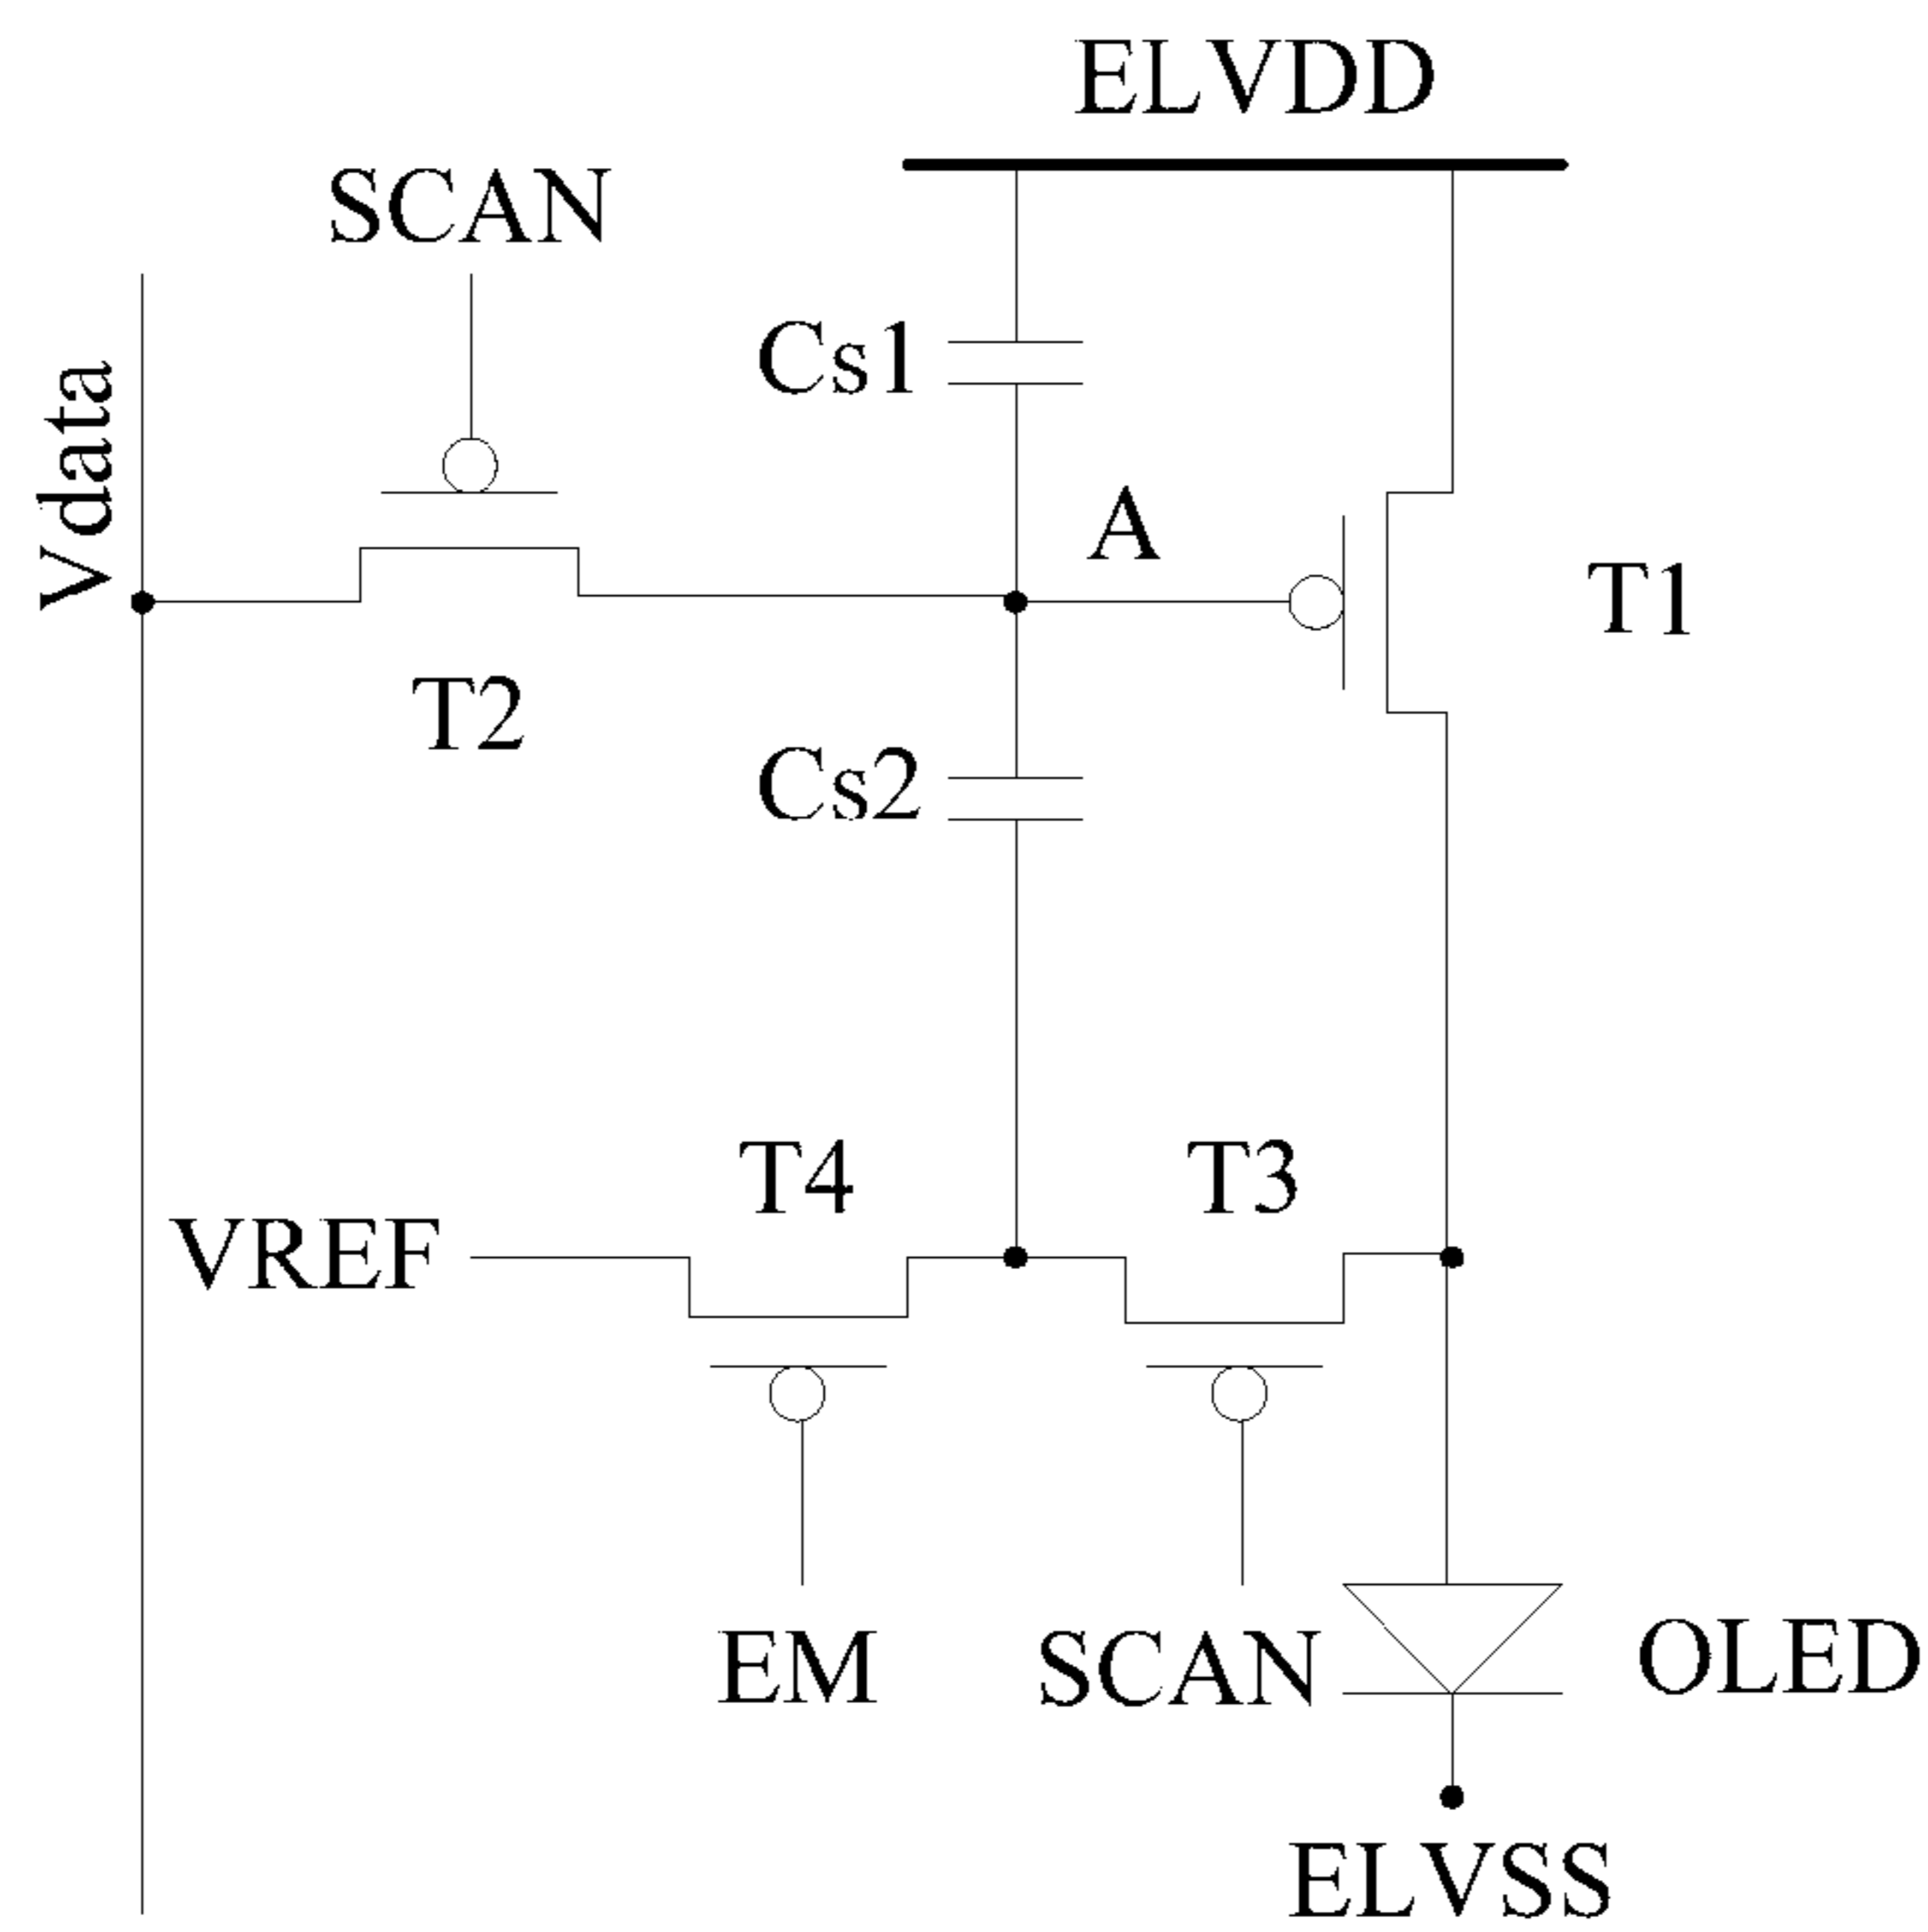 ELVDD
SCAN
Vdata
Cs1
A
T1
T2
Cs2
T4
T3
VREF
EM
SCAN
OLED
ELVSS